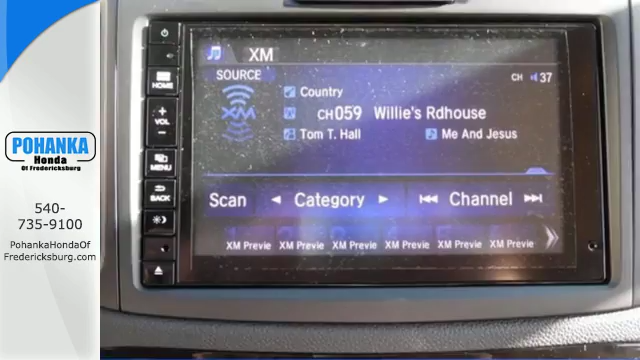 POHANKA
Honda
Of Fredericksburg
540-
735-9100
PohankaHondaOf
Fredericksburg.com
HOME
+
VOL
−
MENU
BACK
XM
SOURCE
XM
CH 37
Country
CH059 Willie's Rdhouse
Tom T. Hall Me And Jesus
Scan ◄ Category ► Channel
XM Previe XM Previe XM Previe XM Previe XM Previe XM Previe